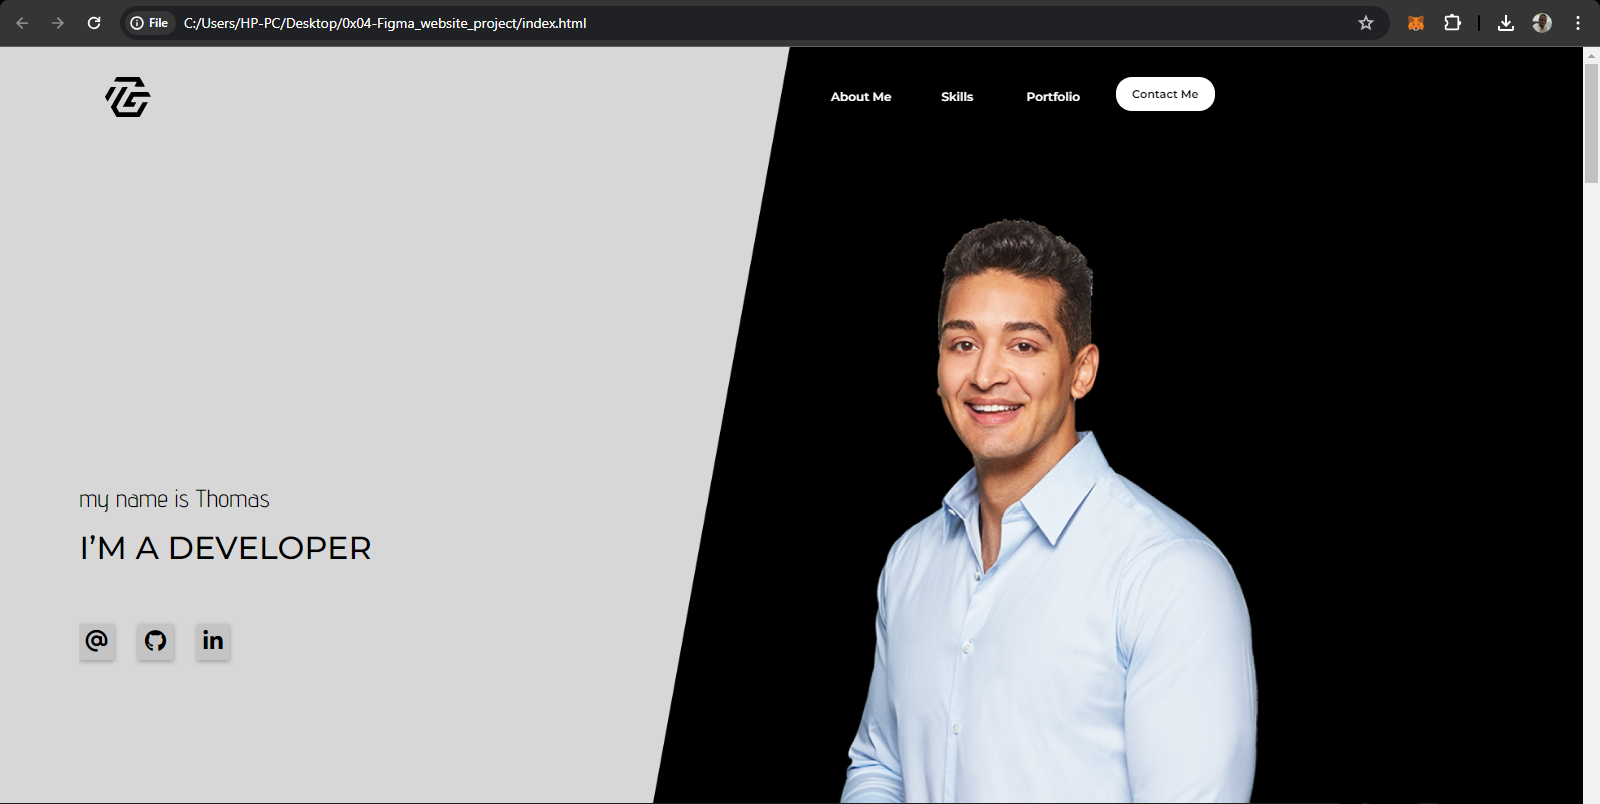 File C:/Users/HP-PC/Desktop/0x04-Figma_website_project/index.html
TG
About Me Skills Portfolio Contact Me
my name is Thomas
I’M A DEVELOPER
@ in